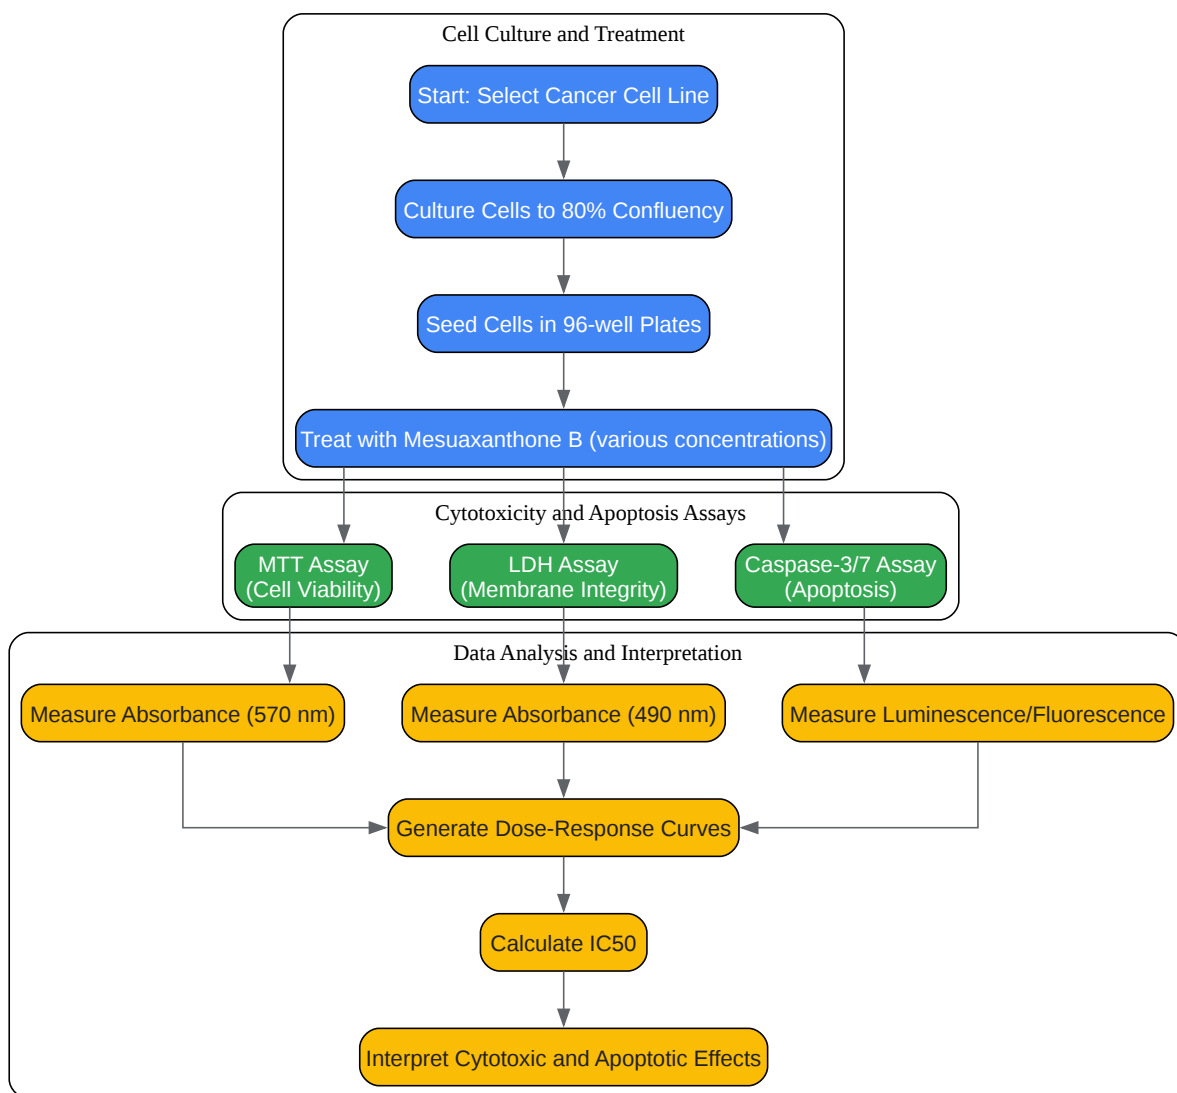 Cell Culture and Treatment
Start: Select Cancer Cell Line
Culture Cells to 80% Confluency
Seed Cells in 96-well Plates
Treat with Mesuaxanthone B (various concentrations)
Cytotoxicity and Apoptosis Assays
MTT Assay
(Cell Viability)
LDH Assay
(Membrane Integrity)
Caspase-3/7 Assay
(Apoptosis)
Data Analysis and Interpretation
Measure Absorbance (570 nm)
Measure Absorbance (490 nm)
Measure Luminescence/Fluorescence
Generate Dose-Response Curves
Calculate IC50
Interpret Cytotoxic and Apoptotic Effects